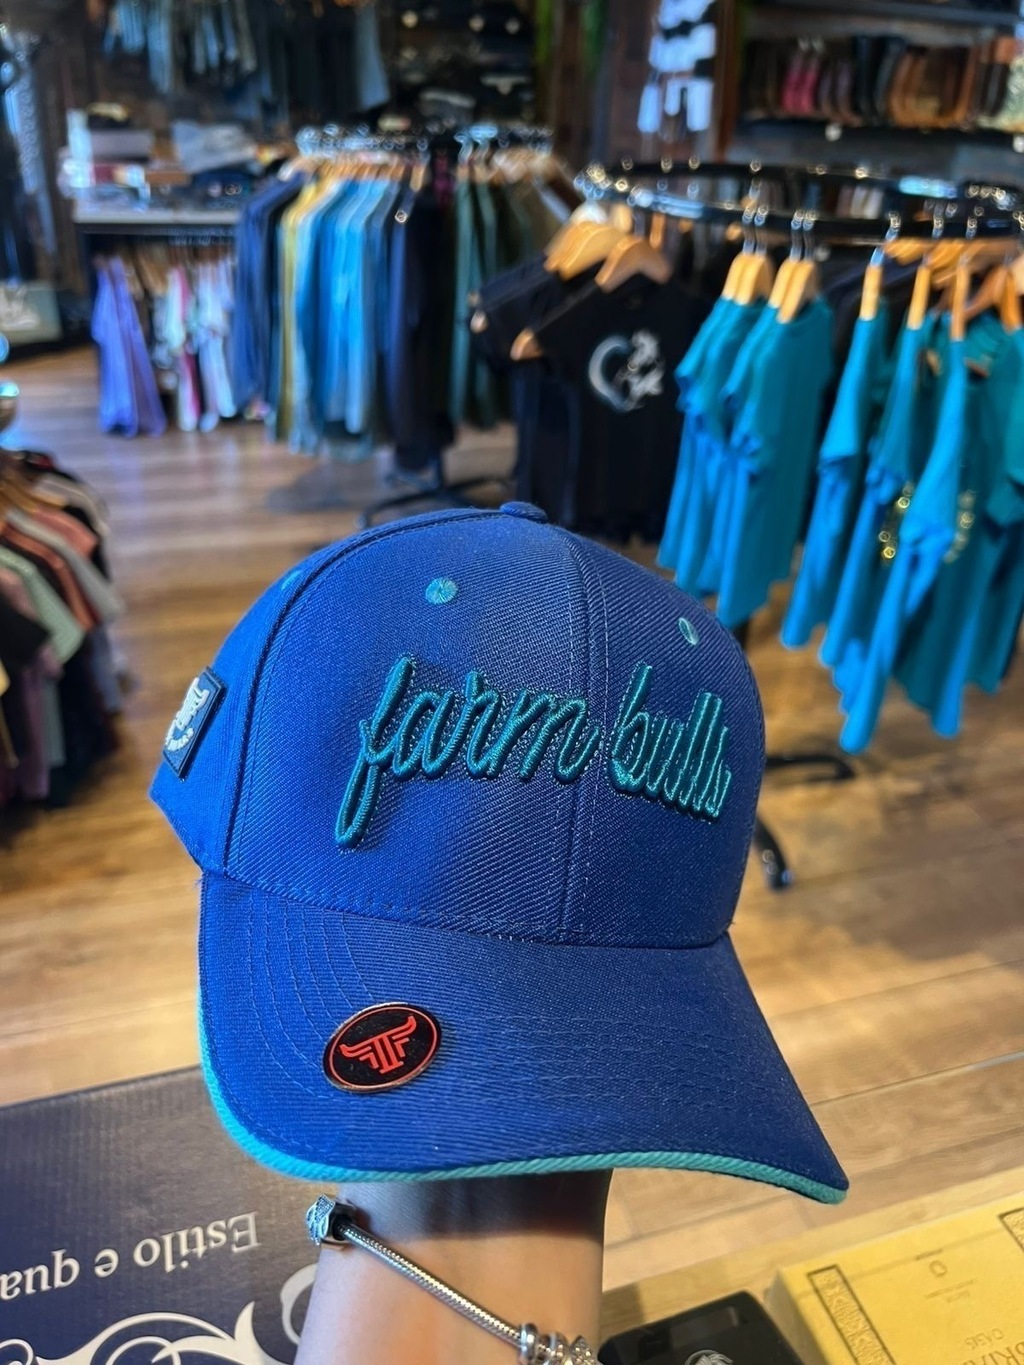 farm bulls
Estilo e qua